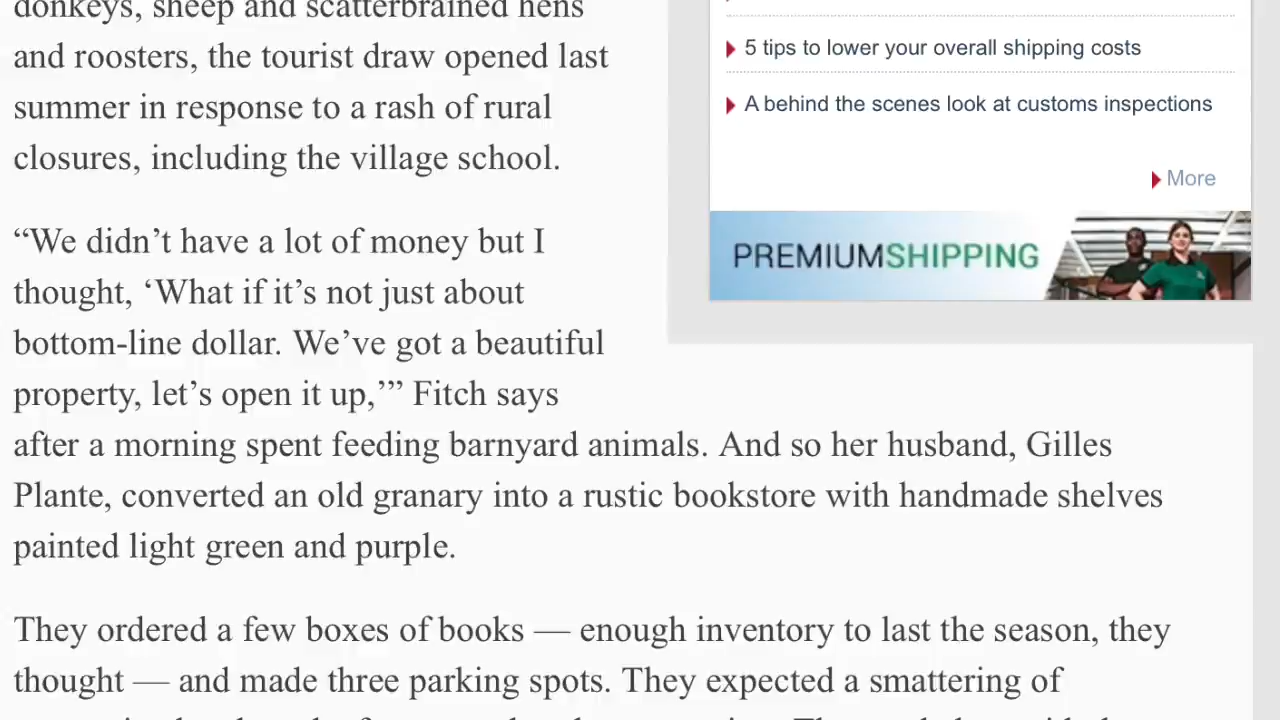 donkeys, sheep and scatterbrained hens
and roosters, the tourist draw opened last
summer in response to a rash of rural
closures, including the village school.
“We didn’t have a lot of money but I
thought, ‘What if it’s not just about
bottom-line dollar. We’ve got a beautiful
property, let’s open it up,’” Fitch says
after a morning spent feeding barnyard animals. And so her husband, Gilles
Plante, converted an old granary into a rustic bookstore with handmade shelves
painted light green and purple.
They ordered a few boxes of books — enough inventory to last the season, they
thought — and made three parking spots. They expected a smattering of
5 tips to lower your overall shipping costs
A behind the scenes look at customs inspections
More
PREMIUMSHIPPING